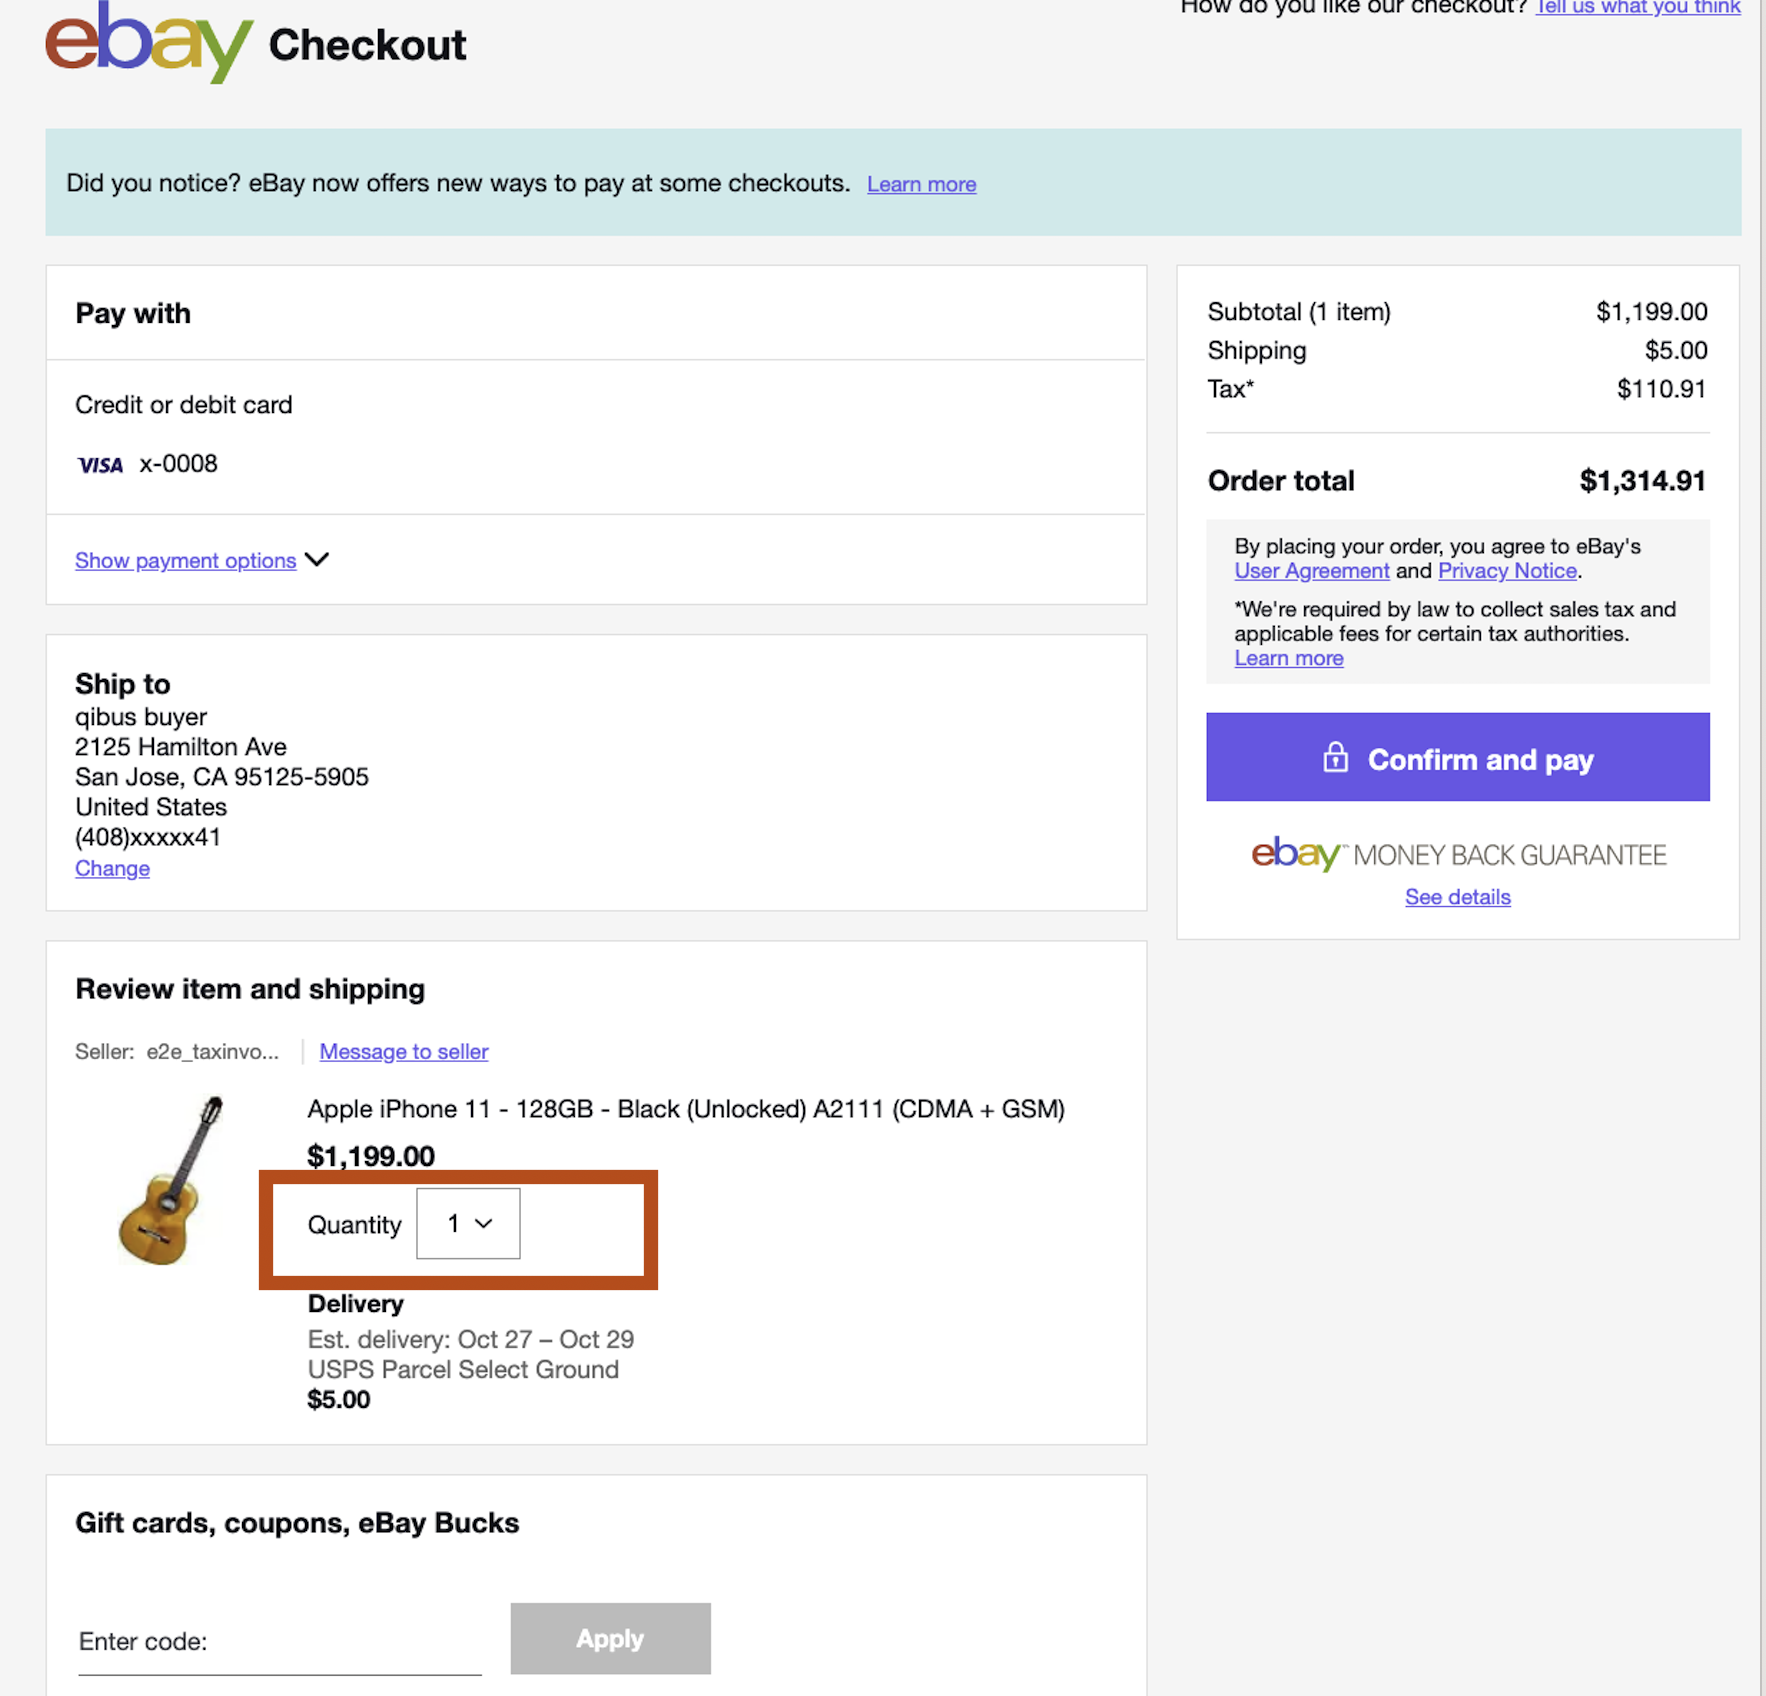 How do you like our checkout? Tell us what you think
ebay Checkout
Did you notice? eBay now offers new ways to pay at some checkouts. Learn more
Pay with
Credit or debit card
VISA x-0008
Show payment options
Ship to
qibus buyer
2125 Hamilton Ave
San Jose, CA 95125-5905
United States
(408)xxxxx41
Change
Review item and shipping
Seller: e2e_taxinvo... Message to seller
Apple iPhone 11 - 128GB - Black (Unlocked) A2111 (CDMA + GSM)
$1,199.00
Quantity 1
Delivery
Est. delivery: Oct 27 – Oct 29
USPS Parcel Select Ground
$5.00
Gift cards, coupons, eBay Bucks
Enter code:
Apply
Subtotal (1 item) $1,199.00
Shipping $5.00
Tax* $110.91
Order total $1,314.91
By placing your order, you agree to eBay's
User Agreement and Privacy Notice.
*We're required by law to collect sales tax and
applicable fees for certain tax authorities.
Learn more
Confirm and pay
ebay™ MONEY BACK GUARANTEE
See details